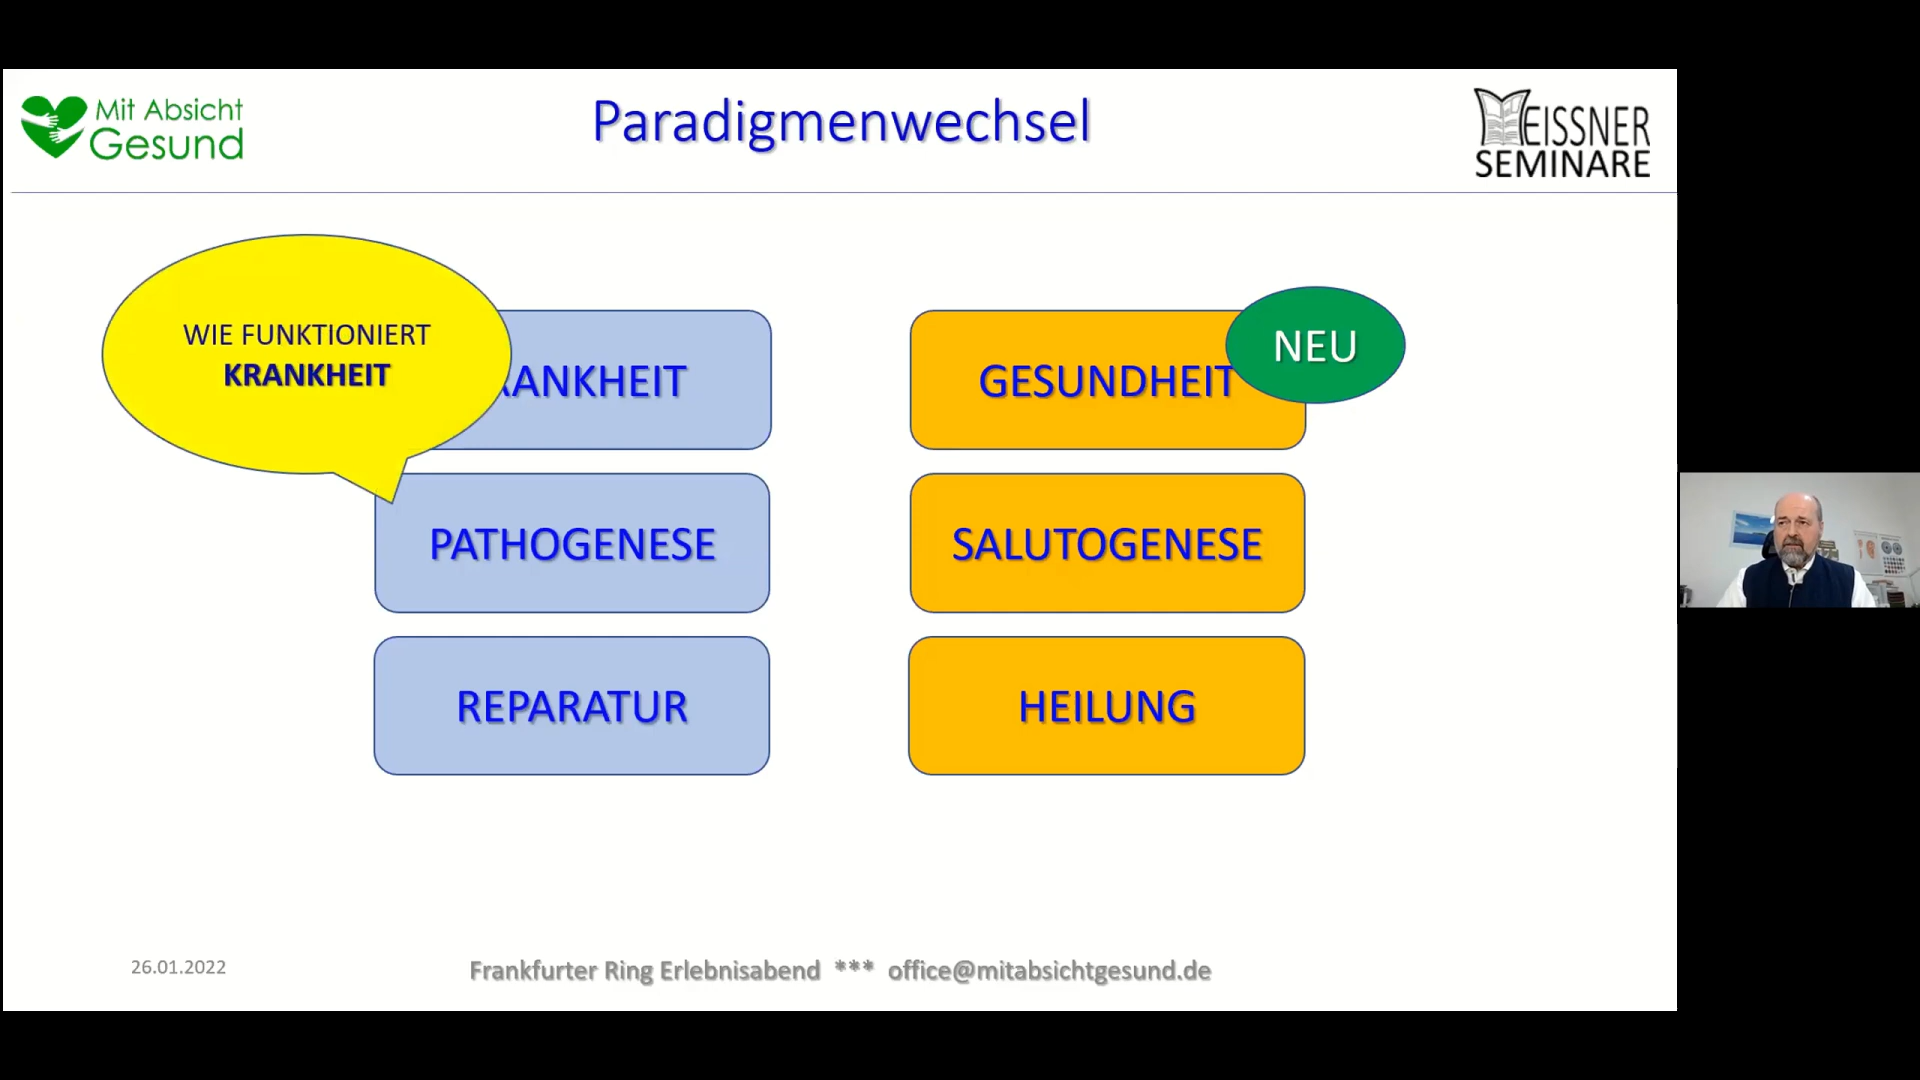 Mit Absicht
Gesund
Paradigmenwechsel
MEISSNER
SEMINARE
WIE FUNKTIONIERT
KRANKHEIT
RANKHEIT
GESUNDHEIT
NEU
PATHOGENESE
SALUTOGENESE
REPARATUR
HEILUNG
26.01.2022
Frankfurter Ring Erlebnisabend *** office@mitabsichtgesund.de